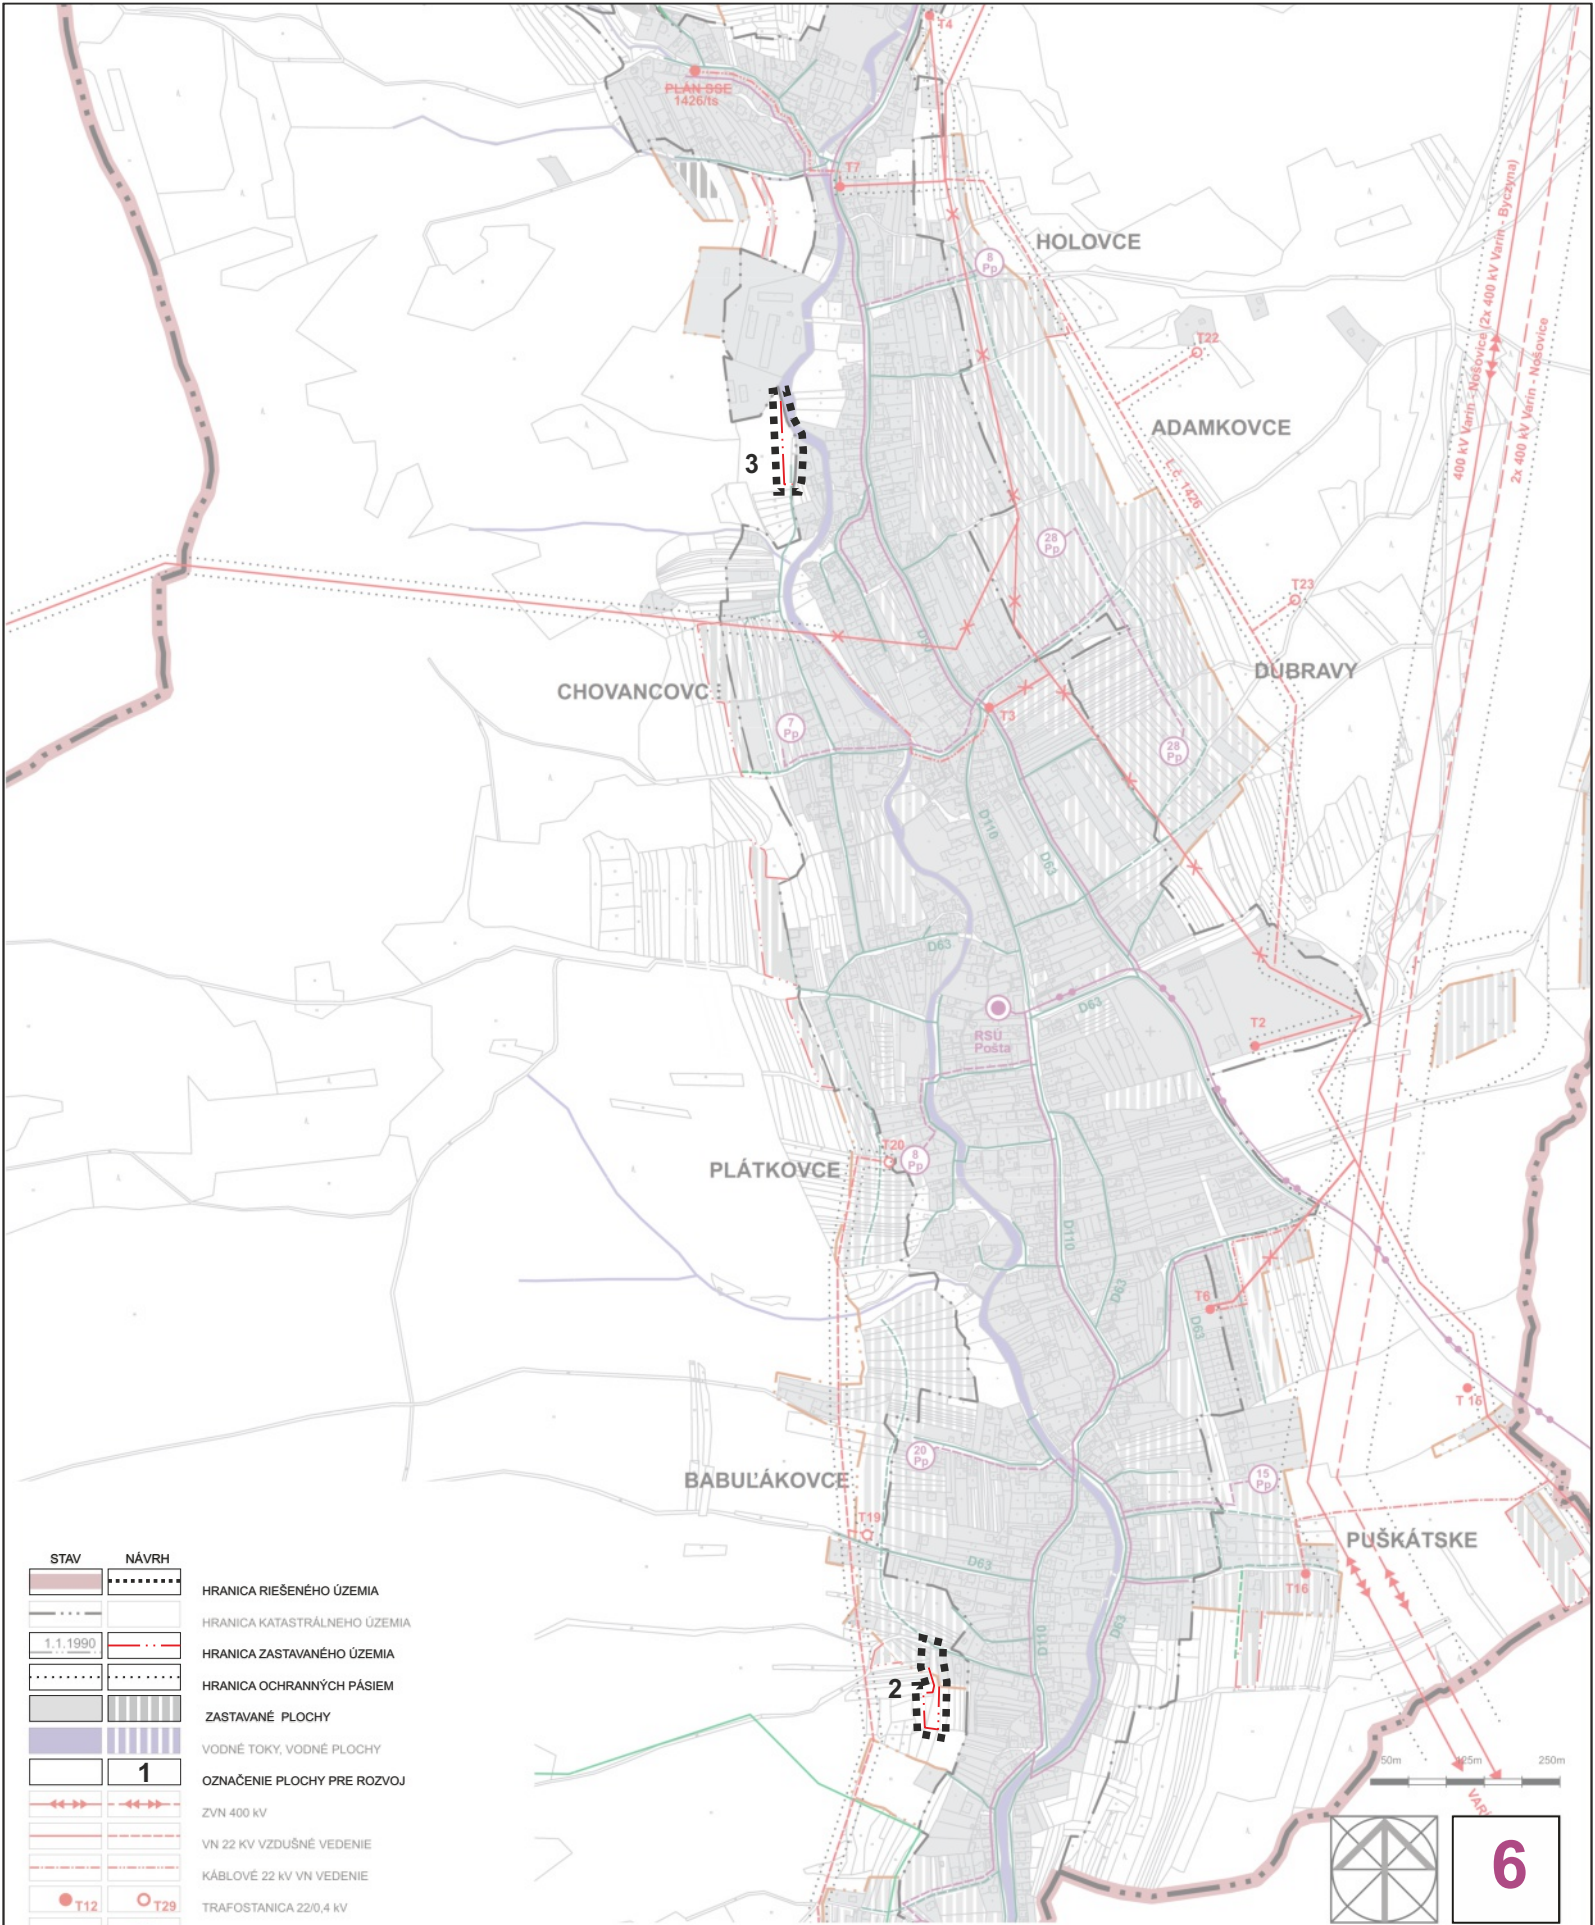 T4
PLÁN SSE
1426/ts
T7
HOLOVCE
8
Pp
T22
ADAMKOVCE
400 kV Varín - Nošovice (2x 400 kV Varín - Byczyna)
2x 400 kV Varín - Nošovice
3
L.č. 1426
28
Pp
T23
DÚBRAVY
CHOVANCOVC
7
Pp
T3
28
Pp
D110
D63
D63
D63
RSU
Pošta
T2
T20
8
Pp
PLÁTKOVCE
D110
D63
T6
D63
T 15
20
Pp
BABUĽÁKOVCE
15
Pp
T19
PUŠKÁTSKE
D63
T16
D110
D63
2
STAV NÁVRH
HRANICA RIEŠENÉHO ÚZEMIA
HRANICA KATASTRÁLNEHO ÚZEMIA
1.1.1990 HRANICA ZASTAVANÉHO ÚZEMIA
HRANICA OCHRANNÝCH PÁSIEM
ZASTAVANÉ PLOCHY
VODNÉ TOKY, VODNÉ PLOCHY
1 OZNAČENIE PLOCHY PRE ROZVOJ
ZVN 400 kV
VN 22 KV VZDUŠNÉ VEDENIE
KÁBLOVÉ 22 kV VN VEDENIE
T12 T29 TRAFOSTANICA 22/0,4 kV
50m 125m 250m
VARÍ
6